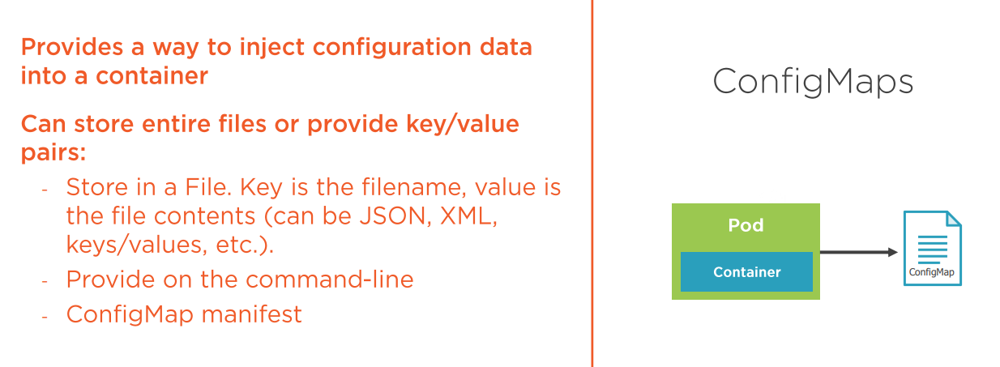 Provides a way to inject configuration data
into a container
Can store entire files or provide key/value
pairs:
- Store in a File. Key is the filename, value is
the file contents (can be JSON, XML,
keys/values, etc.).
- Provide on the command-line
- ConfigMap manifest
ConfigMaps
Pod
Container
ConfigMap